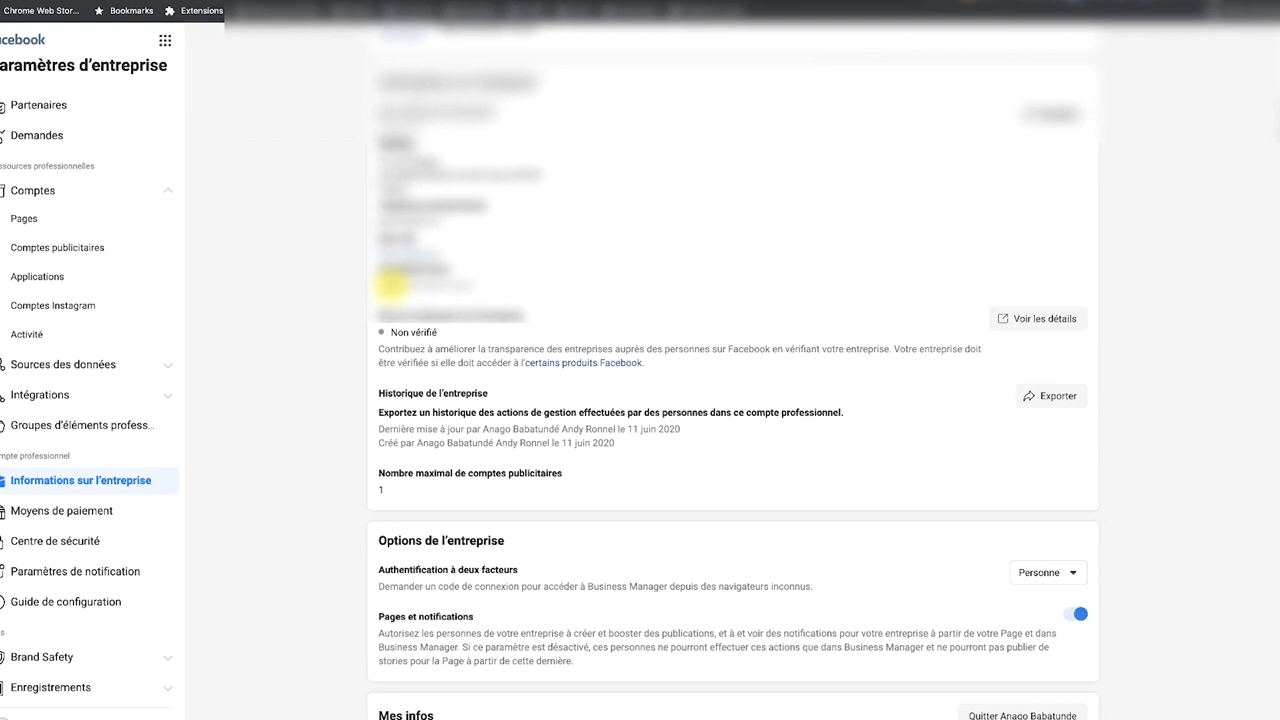 Chrome Web Stor...
Bookmarks
Extensions
cebook
aramètres d'entreprise
Partenaires
Demandes
ssources professionnelles
Comptes
Pages
Comptes publicitaires
Applications
Comptes Instagram
Activité
Sources des données
Intégrations
Groupes d'éléments profess...
mpte professionnel
Informations sur l'entreprise
Moyens de paiement
Centre de sécurité
Paramètres de notification
Guide de configuration
s
Brand Safety
Enregistrements
Voir les détails
Non vérifié
Contribuez à améliorer la transparence des entreprises auprès des personnes sur Facebook en vérifiant votre entreprise. Votre entreprise doit
être vérifiée si elle doit accéder à l'certains produits Facebook.
Historique de l'entreprise
Exporter
Exportez un historique des actions de gestion effectuées par des personnes dans ce compte professionnel.
Dernière mise à jour par Anago Babatundé Andy Ronnel le 11 juin 2020
Créé par Anago Babatundé Andy Ronnel le 11 juin 2020
Nombre maximal de comptes publicitaires
1
Options de l'entreprise
Authentification à deux facteurs
Personne
Demander un code de connexion pour accéder à Business Manager depuis des navigateurs inconnus.
Pages et notifications
Autorisez les personnes de votre entreprise à créer et booster des publications, et à et voir des notifications pour votre entreprise à partir de votre Page et dans
Business Manager. Si ce paramètre est désactivé, ces personnes ne pourront effectuer ces actions que dans Business Manager et ne pourront pas publier de
stories pour la Page à partir de cette dernière.
Mes infos
Quitter Anago Babatunde